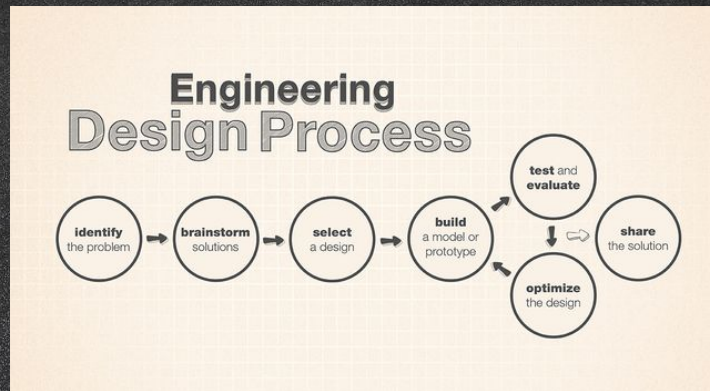 Engineering
Design Process
identify
the problem
brainstorm
solutions
select
a design
build
a model or
prototype
test and
evaluate
optimize
the design
share
the solution